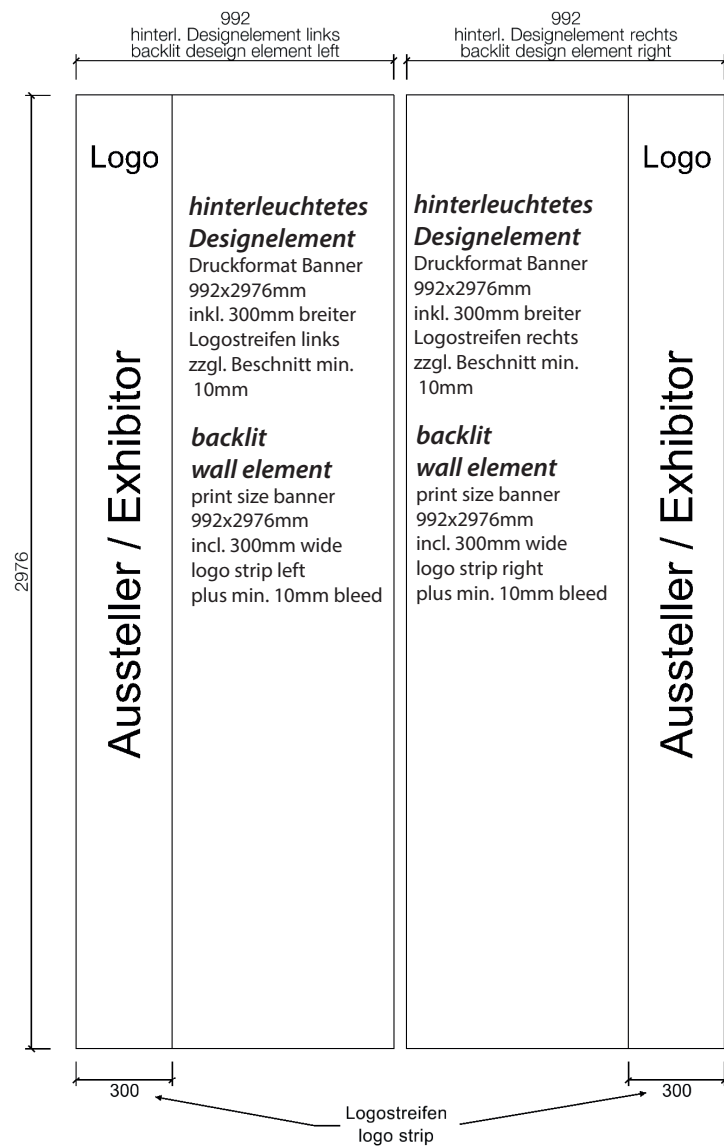 992
hinterl. Designelement links
backlit deseign element left
992
hinterl. Designelement rechts
backlit design element right
2976
Logo
Aussteller / Exhibitor
hinterleuchtetes
Designelement
Druckformat Banner
992x2976mm
inkl. 300mm breiter
Logostreifen links
zzgl. Beschnitt min.
10mm
backlit
wall element
print size banner
992x2976mm
incl. 300mm wide
logo strip left
plus min. 10mm bleed
hinterleuchtetes
Designelement
Druckformat Banner
992x2976mm
inkl. 300mm breiter
Logostreifen rechts
zzgl. Beschnitt min.
10mm
backlit
wall element
print size banner
992x2976mm
incl. 300mm wide
logo strip right
plus min. 10mm bleed
Logo
Aussteller / Exhibitor
300
300
Logostreifen
logo strip